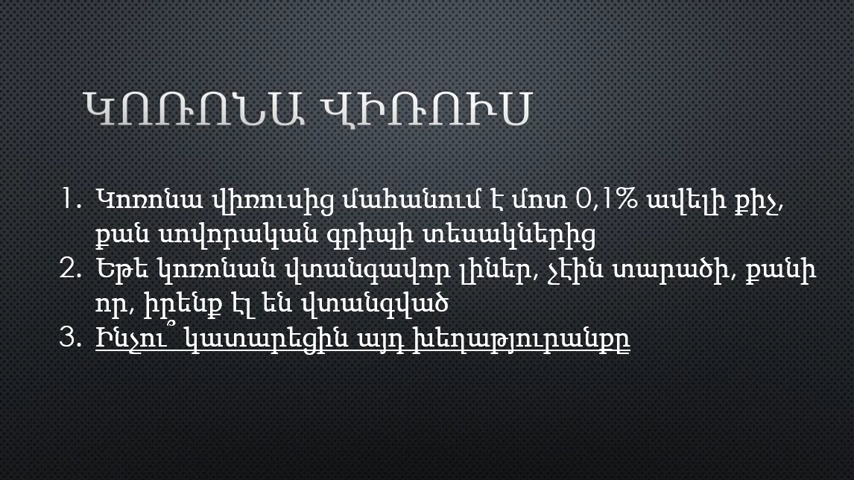 ԿՈՌՈՆԱ ՎԻՌՈՒՍ
1. Կոռոնա վիռուսից մահանում է մոտ 0,1% ավելի քիչ,
քան սովորական գրիպի տեսակներից
2. Եթե կոռոնան վտանգավոր լիներ, չէին տարածի, քանի
որ, իրենք էլ են վտանգված
3. Ինչու՞ կատարեցին այդ խեղաթյուրանքը